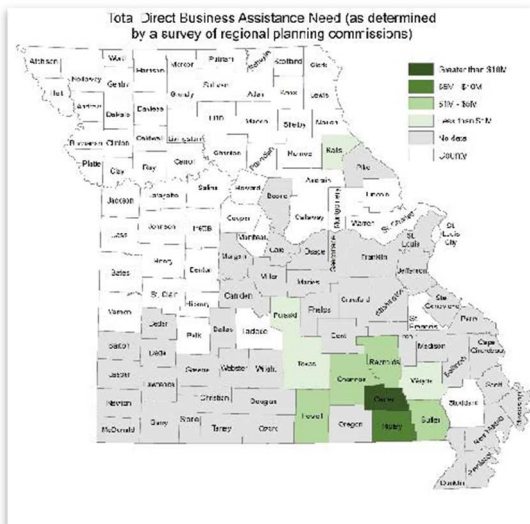 Total Direct Business Assistance Need (as determined
by a survey of regional planning commissions)
Greater than $10M
$5M - $10M
$1M - $5M
Less than $1M
No data
County
Atchison
Worth
Nodaway
Harrison
Mercer
Putnam
Scotland
Clark
Holt
Gentry
Sullivan
Adair
Knox
Lewis
Andrew
DeKalb
Daviess
Grundy
Linn
Macon
Shelby
Marion
Buchanan
Clinton
Caldwell
Livingston
Chariton
Randolph
Monroe
Ralls
Pike
Platte
Clay
Ray
Carroll
Saline
Howard
Audrain
Boone
Callaway
Montgomery
Lincoln
Warren
St. Charles
St. Louis
St. Louis City
Jackson
Lafayette
Cooper
Moniteau
Cole
Osage
Gasconade
Franklin
Jefferson
Cass
Johnson
Pettis
Morgan
Miller
Maries
Bates
Henry
Benton
Camden
St. Clair
Hickory
Pulaski
Phelps
Crawford
Washington
St. Francois
Ste. Genevieve
Perry
Vernon
Cedar
Polk
Dallas
Laclede
Dent
Iron
Madison
Cape Girardeau
Barton
Dade
Greene
Webster
Wright
Texas
Shannon
Reynolds
Wayne
Bollinger
Scott
Jasper
Lawrence
Christian
Douglas
Carter
Stoddard
Newton
McDonald
Barry
Stone
Taney
Ozark
Howell
Oregon
Ripley
Butler
New Madrid
Pemiscot
Dunklin